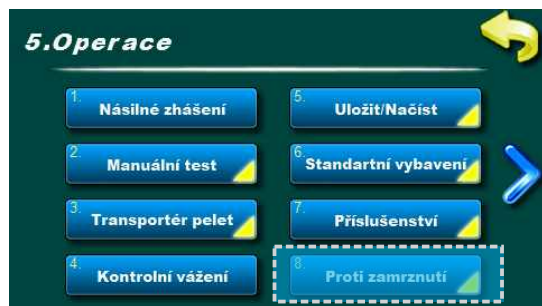 5.Operace
1. Násilné zhášení
2. Manuální test
3. Transportér pelet
4. Kontrolní vážení
5. Uložit/Načíst
6. Standartní vybavení
7. Příslušenství
8. Proti zamrznutí